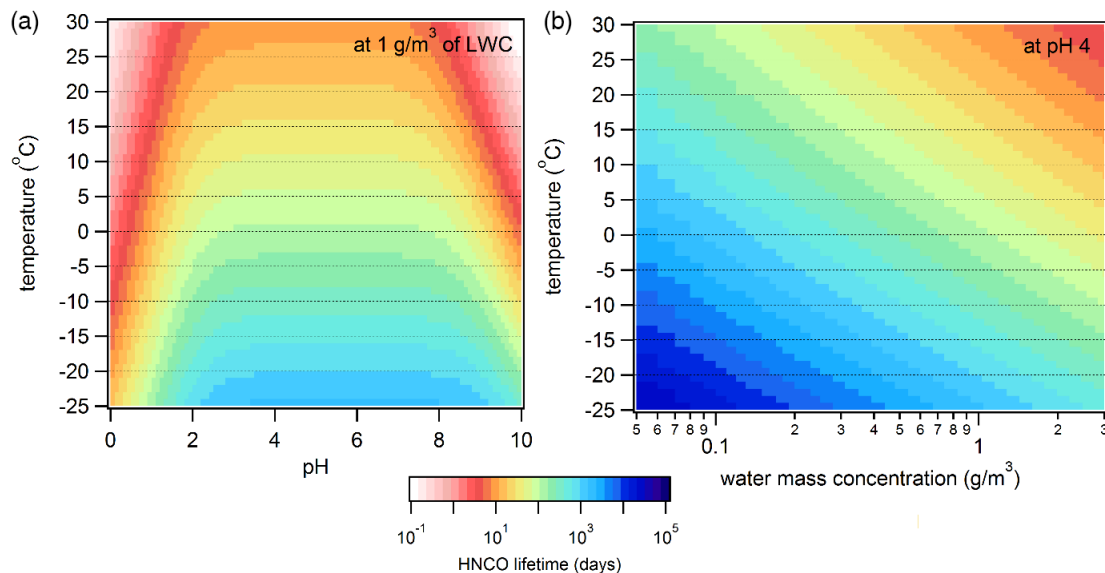 (a)
at 1 g/m³ of LWC
30
25
20
15
10
5
0
-5
-10
-15
-20
-25
temperature (°C)
0 2 4 6 8 10
pH
(b)
at pH 4
30
25
20
15
10
5
0
-5
-10
-15
-20
-25
temperature (°C)
5 6 7 8 9 2 3 4 5 6 7 8 9 2 3
0.1 1
water mass concentration (g/m³)
10⁻¹ 10¹ 10³ 10⁵
HNCO lifetime (days)